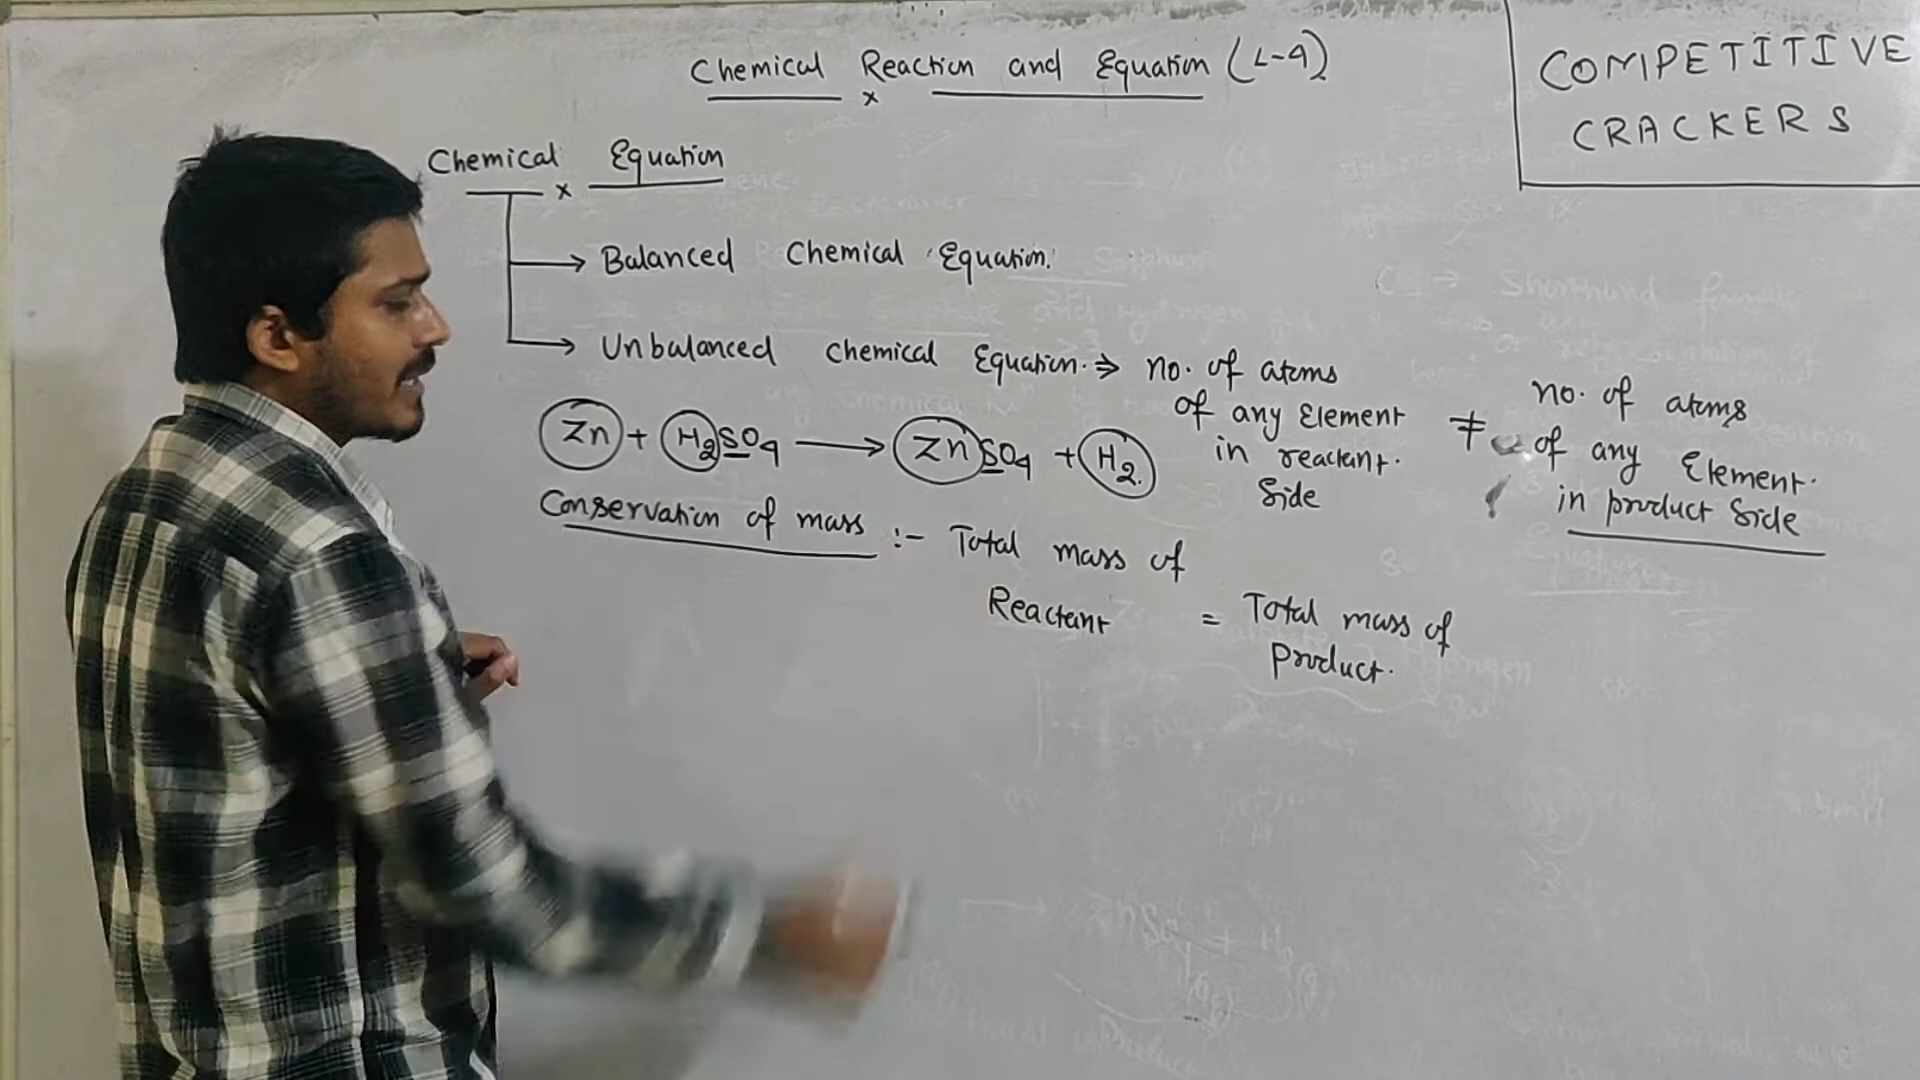 Chemical Reaction and Equation (L-4)
COMPETITIVE
CRACKERS
Chemical Equation
Balanced Chemical Equation.
Unbalanced chemical Equation. ⇒ no. of atoms
of any Element
in reactant.
Side
≠
no. of atoms
of any Element.
in product Side
Zn + H₂SO₄ → ZnSO₄ + H₂
Conservation of mass :- Total mass of
Reactant = Total mass of
Product.